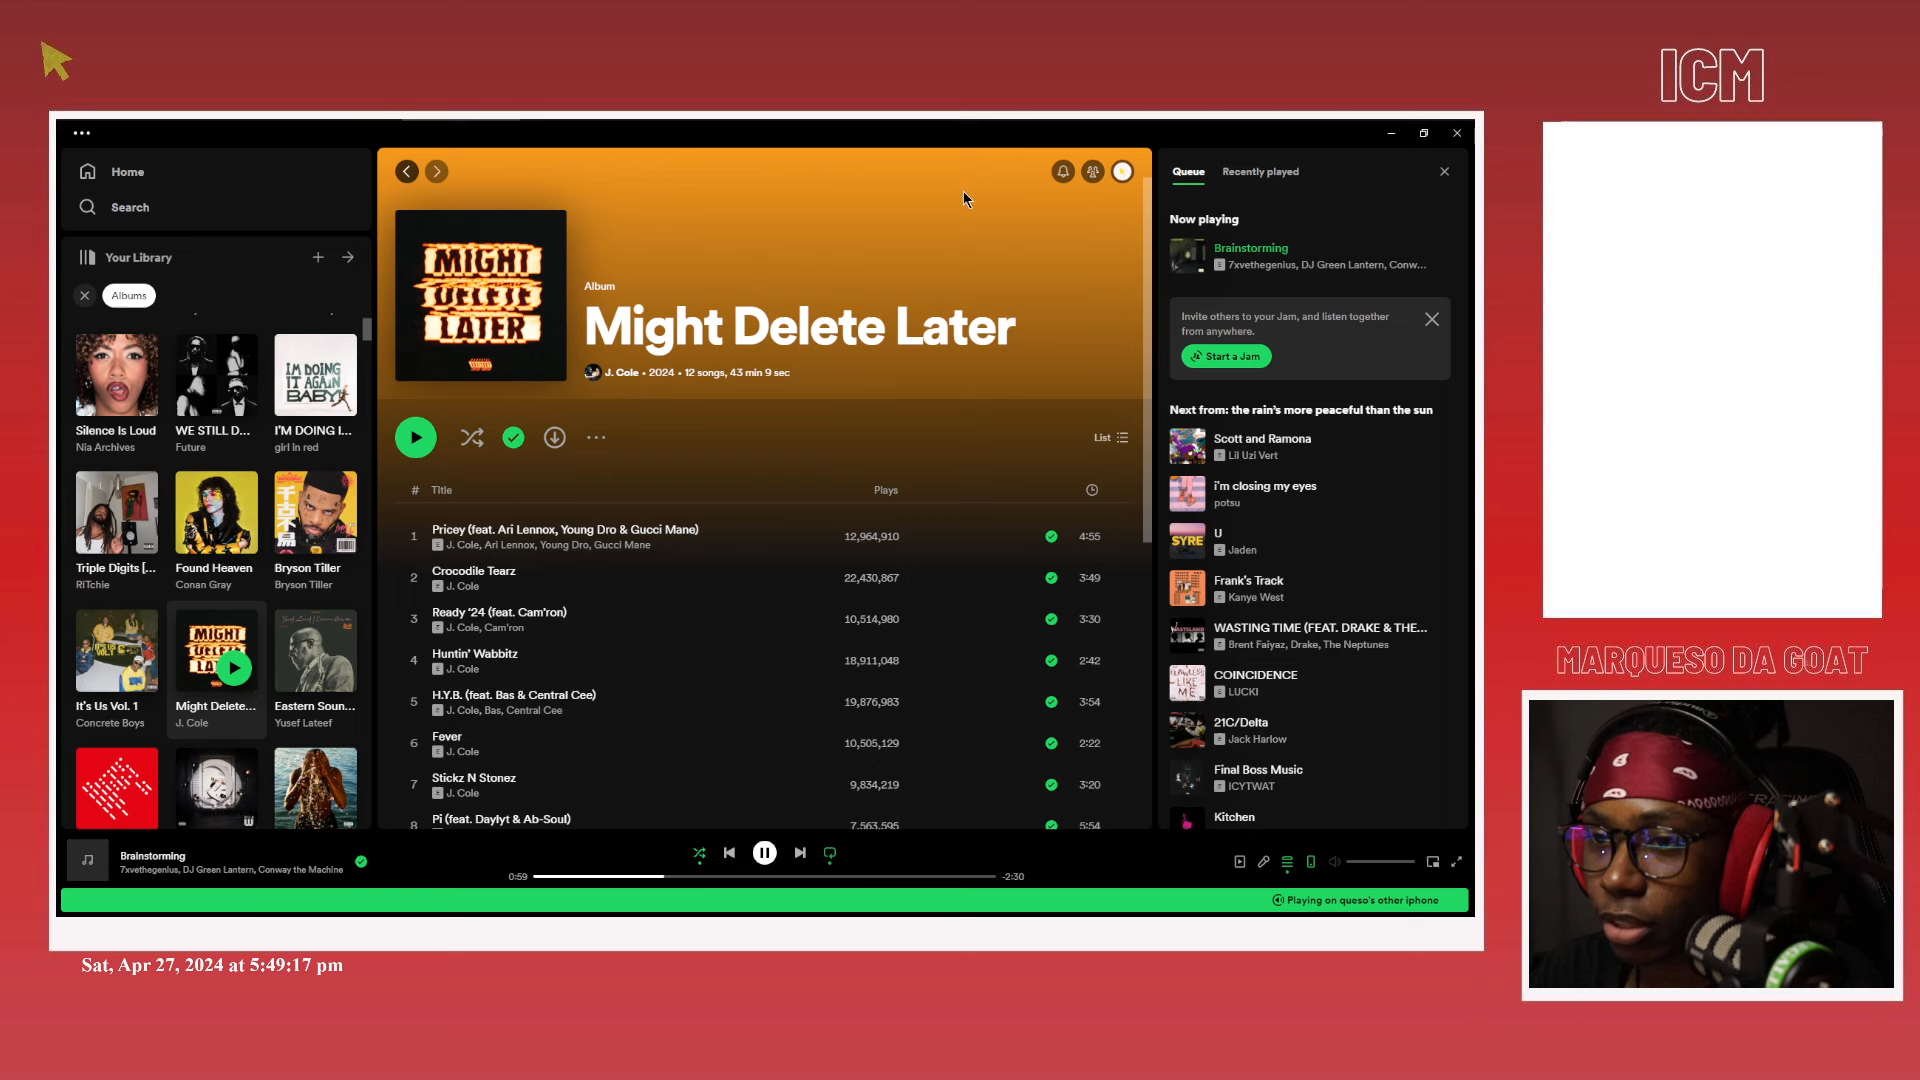 ICM
Home
Search
Your Library
Albums
Silence Is Loud
Nia Archives
WE STILL D...
Future
I'M DOING I...
girl in red
IM DOING
IT AGAIN
BABY!
Triple Digits [...
RiTchie
Found Heaven
Conan Gray
Bryson Tiller
Bryson Tiller
It's Us Vol. 1
Concrete Boys
Might Delete...
J. Cole
Eastern Soun...
Yusef Lateef
MIGHT
DELETE
LATER
Album
Might Delete Later
J. Cole • 2024 • 12 songs, 43 min 9 sec
List
# Title Plays
1 Pricey (feat. Ari Lennox, Young Dro & Gucci Mane) 12,964,910 4:55
E J. Cole, Ari Lennox, Young Dro, Gucci Mane
2 Crocodile Tearz 22,430,867 3:49
E J. Cole
3 Ready '24 (feat. Cam'ron) 10,514,980 3:30
E J. Cole, Cam'ron
4 Huntin' Wabbitz 18,911,048 2:42
E J. Cole
5 H.Y.B. (feat. Bas & Central Cee) 19,876,983 3:54
E J. Cole, Bas, Central Cee
6 Fever 10,505,129 2:22
E J. Cole
7 Stickz N Stonez 9,834,219 3:20
E J. Cole
8 Pi (feat. Daylyt & Ab-Soul) 7,563,595 5:54
Queue Recently played
Now playing
Brainstorming
E 7xvethegenius, DJ Green Lantern, Conw...
Invite others to your Jam, and listen together
from anywhere.
Start a Jam
Next from: the rain's more peaceful than the sun
Scott and Ramona
E Lil Uzi Vert
i'm closing my eyes
potsu
SYRE
U
E Jaden
Frank's Track
E Kanye West
WASTING TIME (FEAT. DRAKE & THE...
E Brent Faiyaz, Drake, The Neptunes
COINCIDENCE
E LUCKI
21C/Delta
E Jack Harlow
Final Boss Music
E ICYTWAT
Kitchen
Brainstorming
7xvethegenius, DJ Green Lantern, Conway the Machine
0:59
-2:30
Playing on queso's other iphone
Sat, Apr 27, 2024 at 5:49:17 pm
MARQUESO DA GOAT